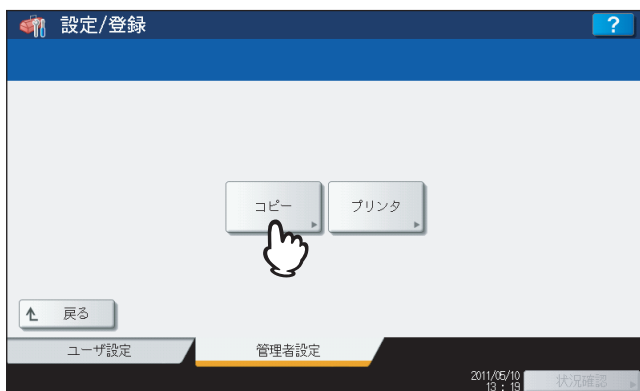 設定/登録
?
コピー
プリンタ
戻る
ユーザ設定
管理者設定
2011/05/10
13 : 19
状況確認